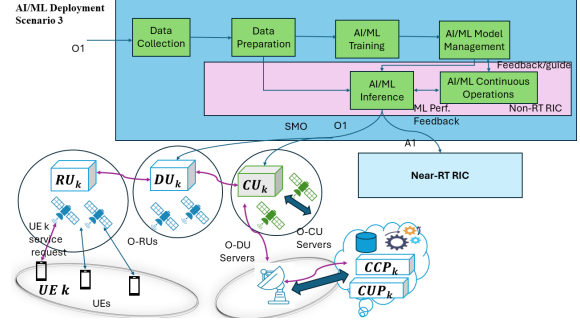 AI/ML Deployment
Scenario 3
O1
Data
Collection
Data
Preparation
AI/ML
Training
AI/ML Model
Management
Feedback/guide
AI/ML
Inference
AI/ML Continuous
Operations
ML Perf.
Feedback
Non-RT RIC
SMO
O1
A1
Near-RT RIC
RUₖ
DUₖ
CUₖ
UE k
service
request
O-RUs
O-DU
Servers
O-CU
Servers
UE k
UEs
CCPₖ
CUPₖ